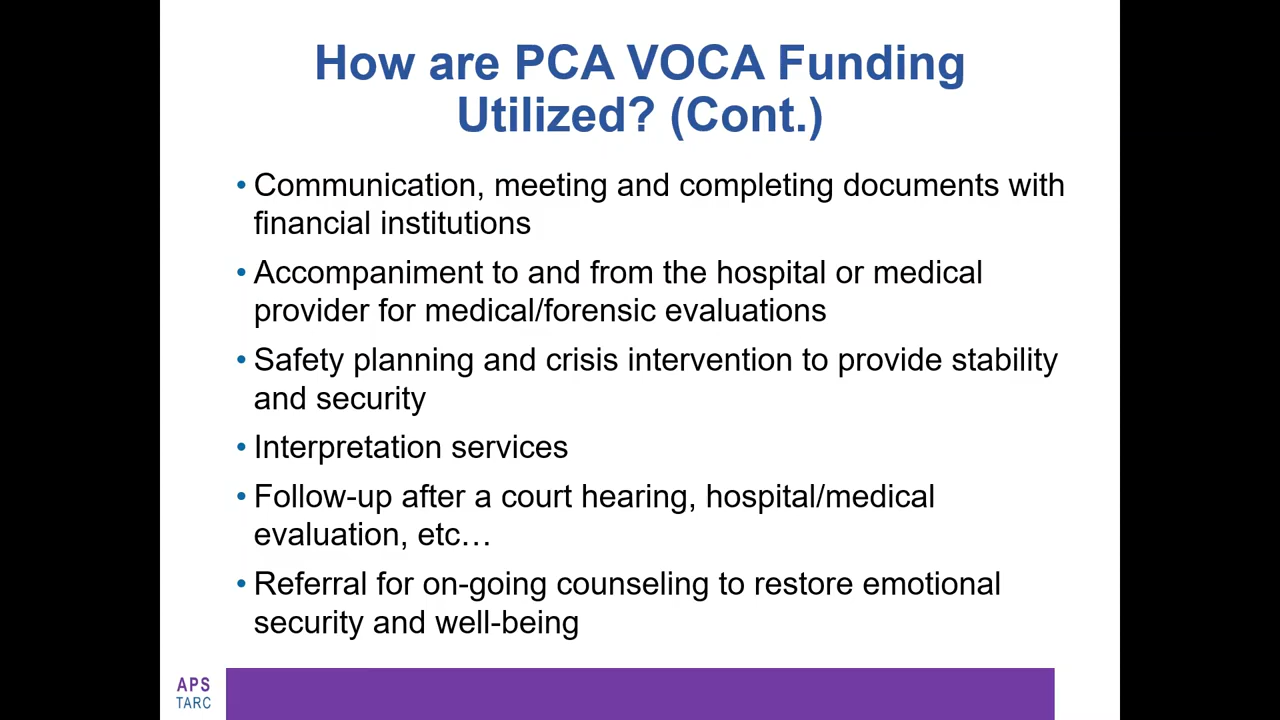 How are PCA VOCA Funding
Utilized? (Cont.)
• Communication, meeting and completing documents with
financial institutions
• Accompaniment to and from the hospital or medical
provider for medical/forensic evaluations
• Safety planning and crisis intervention to provide stability
and security
• Interpretation services
• Follow-up after a court hearing, hospital/medical
evaluation, etc…
• Referral for on-going counseling to restore emotional
security and well-being
APS
TARC